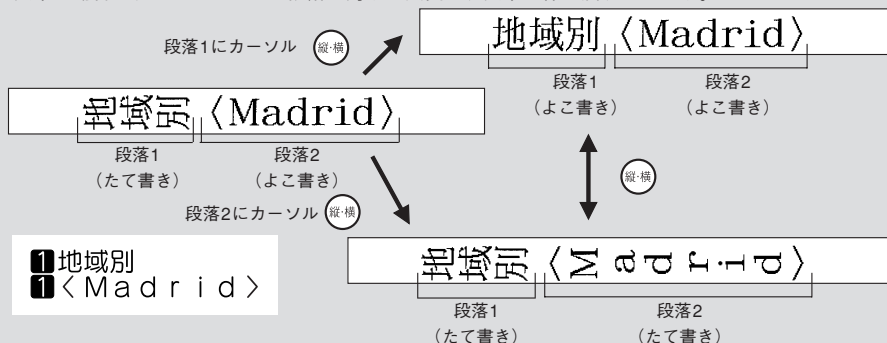 段落1にカーソル 縦・横
地域別〈Madrid〉
段落1 段落2
（よこ書き） （よこ書き）
地域別〈Madrid〉
段落1 段落2
（たて書き） （よこ書き）
縦・横
段落2にカーソル 縦・横
1地域別
1〈Madrid〉
地域別〈Madrid〉
段落1 段落2
（たて書き） （たて書き）